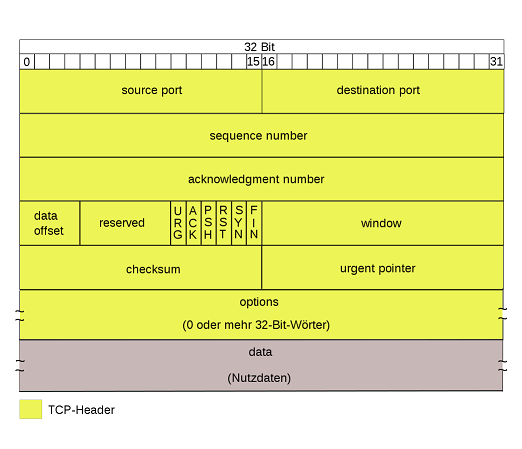 32 Bit
0 15 16 31
source port destination port
sequence number
acknowledgment number
data offset reserved URG ACK PSH RST SYN FIN window
checksum urgent pointer
options
(0 oder mehr 32-Bit-Wörter)
data
(Nutzdaten)
TCP-Header